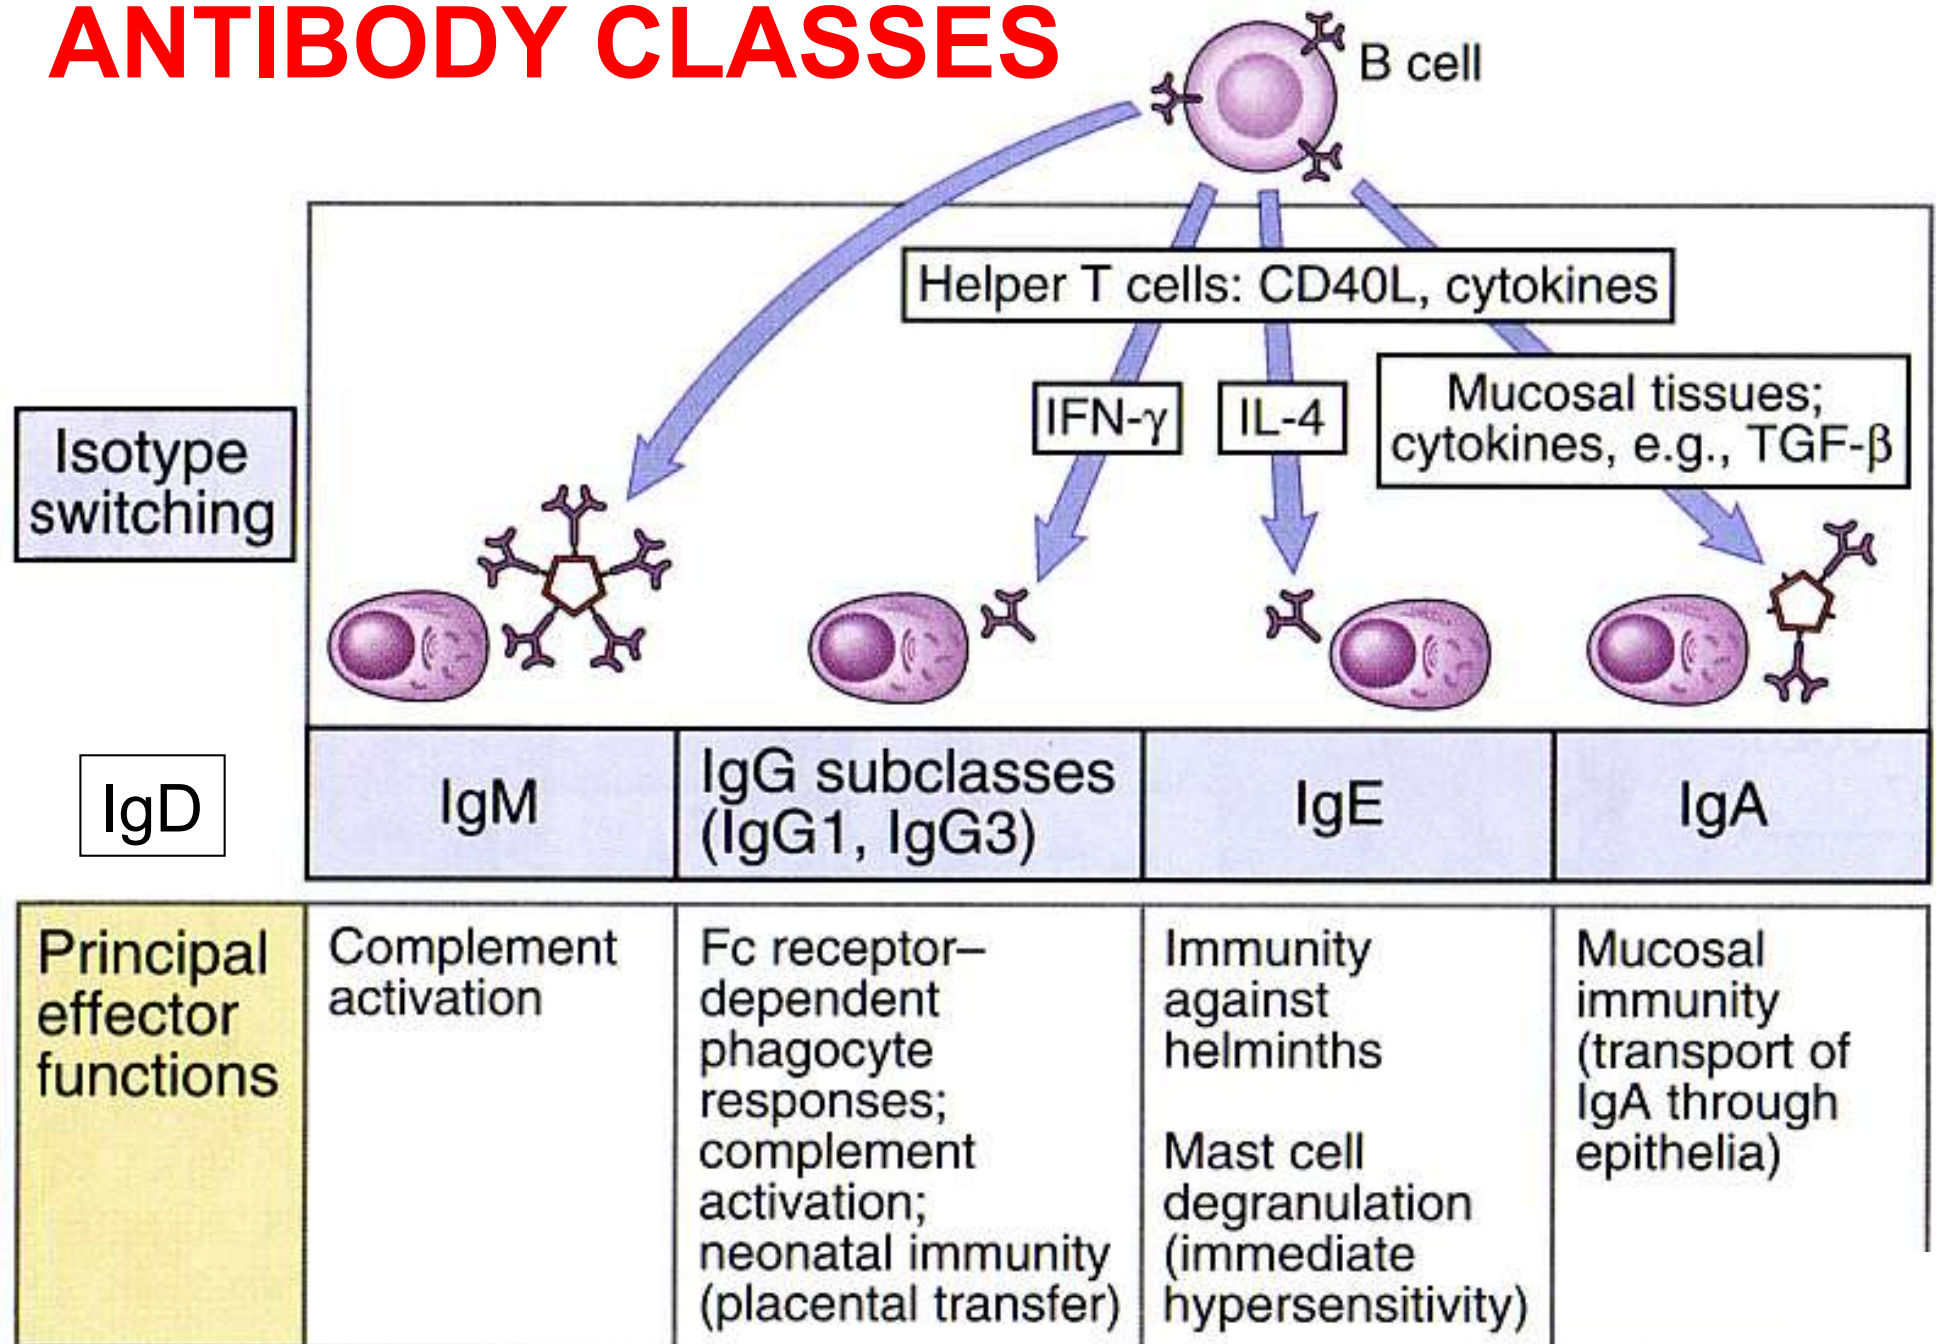 ANTIBODY CLASSES
B cell
Helper T cells: CD40L, cytokines
IFN-γ
IL-4
Mucosal tissues;
cytokines, e.g., TGF-β
Isotype
switching
IgD
IgM
IgG subclasses
(IgG1, IgG3)
IgE
IgA
Principal
effector
functions
Complement
activation
Fc receptor–
dependent
phagocyte
responses;
complement
activation;
neonatal immunity
(placental transfer)
Immunity
against
helminths
Mast cell
degranulation
(immediate
hypersensitivity)
Mucosal
immunity
(transport of
IgA through
epithelia)